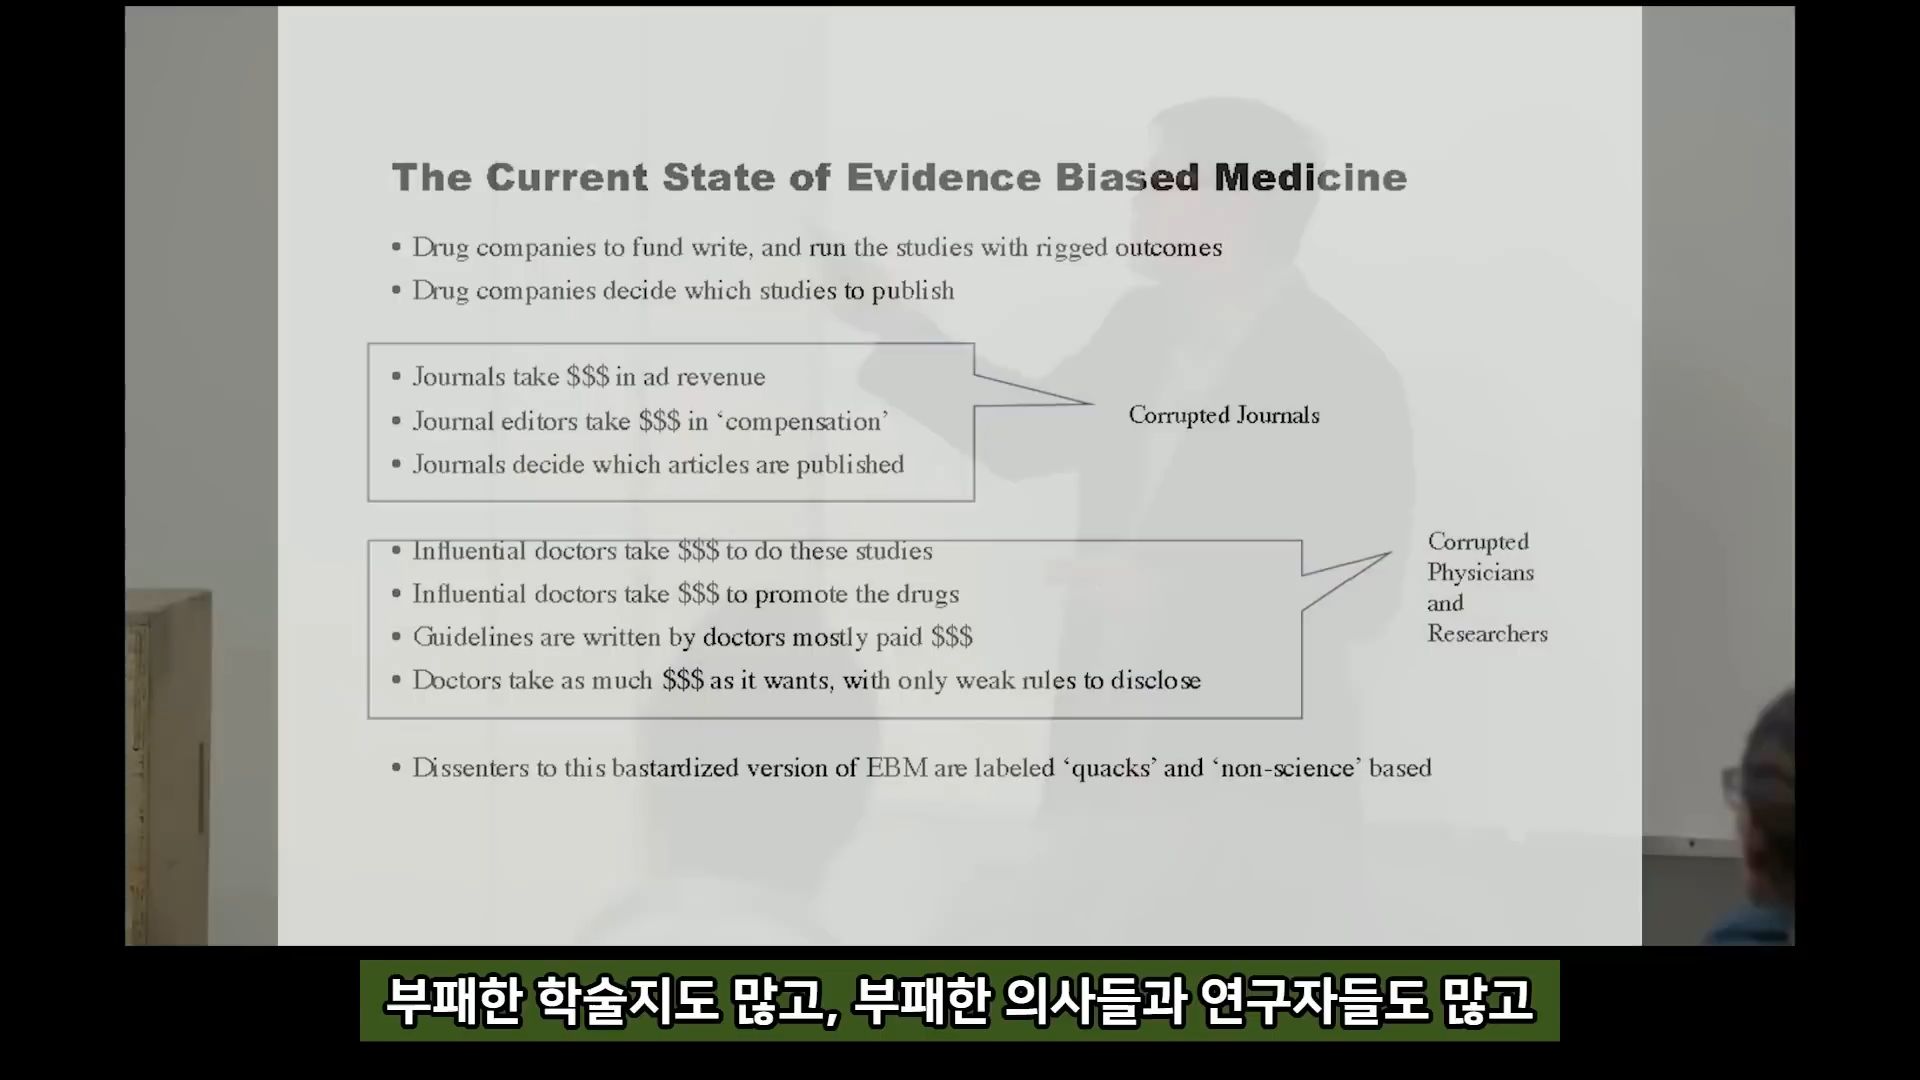 The Current State of Evidence Biased Medicine
• Drug companies to fund write, and run the studies with rigged outcomes
• Drug companies decide which studies to publish
• Journals take $$$ in ad revenue
• Journal editors take $$$ in ‘compensation’
• Journals decide which articles are published
Corrupted Journals
• Influential doctors take $$$ to do these studies
• Influential doctors take $$$ to promote the drugs
• Guidelines are written by doctors mostly paid $$$
• Doctors take as much $$$ as it wants, with only weak rules to disclose
Corrupted
Physicians
and
Researchers
• Dissenters to this bastardized version of EBM are labeled ‘quacks’ and ‘non-science’ based
부패한 학술지도 많고, 부패한 의사들과 연구자들도 많고